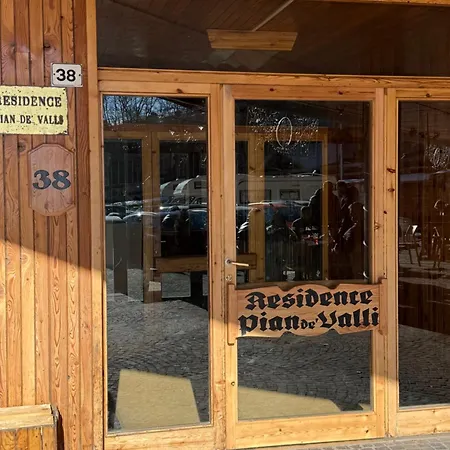 38
RESIDENCE
PIAN DE' VALLI
38
Residence
Pian de' Valli